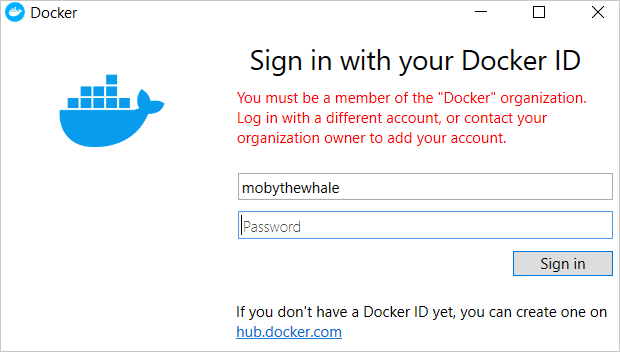 Docker
Sign in with your Docker ID
You must be a member of the "Docker" organization.
Log in with a different account, or contact your
organization owner to add your account.
mobythewhale
Password
Sign in
If you don't have a Docker ID yet, you can create one on
hub.docker.com